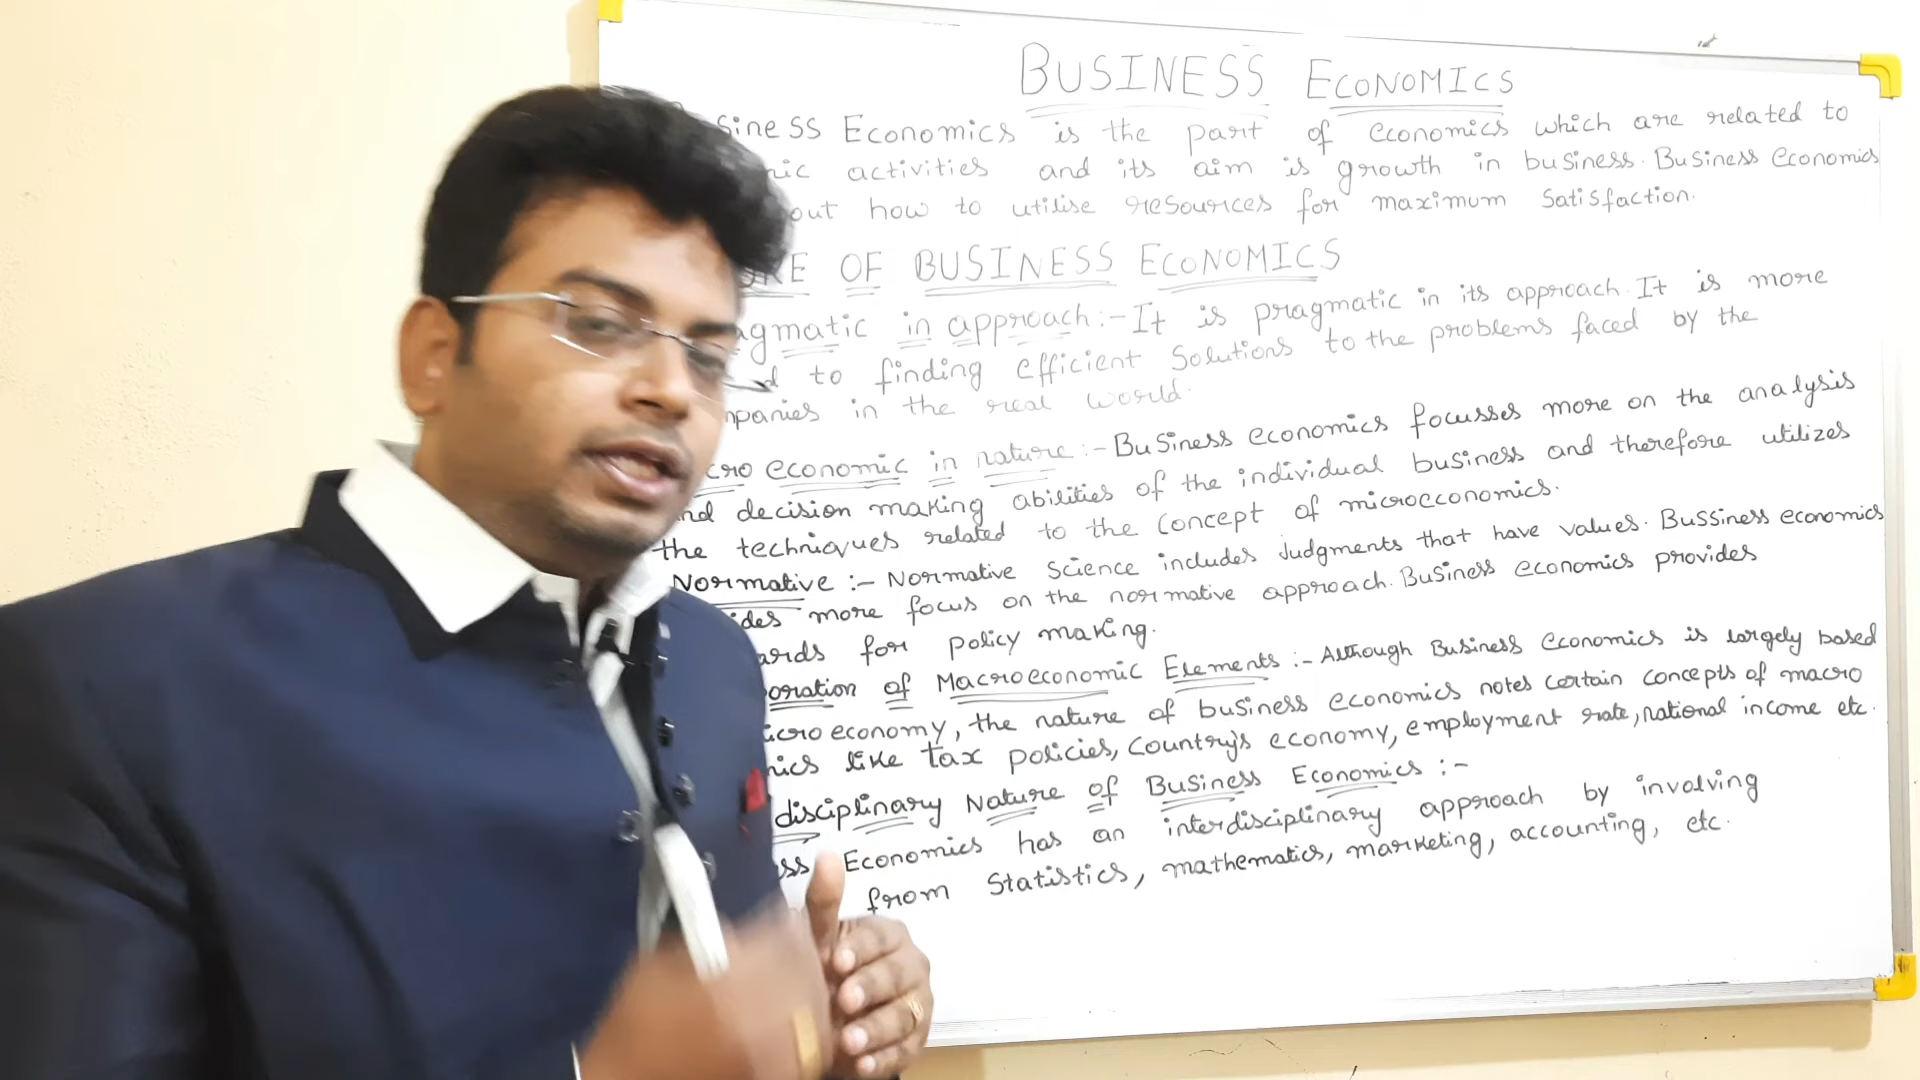 BUSINESS ECONOMICS
siness Economics is the part of economics which are related to
ic activities and its aim is growth in business. Business economics
out how to utilise resources for maximum satisfaction.
RE OF BUSINESS ECONOMICS
agmatic in approach:- It is pragmatic in its approach. It is more
d to finding efficient solutions to the problems faced by the
mpanies in the real world.
cro economic in nature:- Business economics focusses more on the analysis
nd decision making abilities of the individual business and therefore utilizes
the techniques related to the concept of microeconomics.
Normative :- Normative science includes Judgments that have values. Bussiness economics
ides more focus on the normative approach. Business economics provides
ards for policy making.
oration of Macroeconomic Elements :- Although Business economics is largely based
icro economy, the nature of business economics notes certain concepts of macro
mics like tax policies, country's economy, employment rate, national income etc.
disciplinary Nature of Business Economics :-
ss Economics has an interdisciplinary approach by involving
from Statistics, mathematics, marketing, accounting, etc.